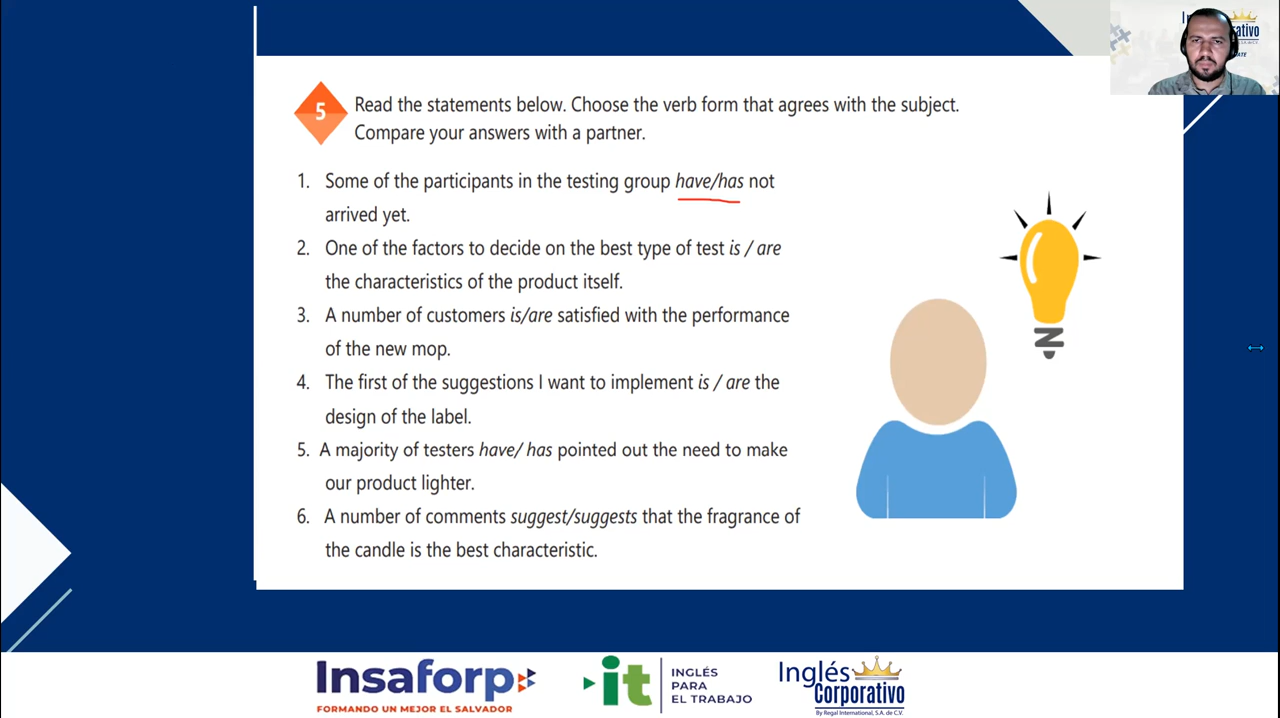 5
Read the statements below. Choose the verb form that agrees with the subject.
Compare your answers with a partner.
1. Some of the participants in the testing group have/has not
arrived yet.
2. One of the factors to decide on the best type of test is / are
the characteristics of the product itself.
3. A number of customers is/are satisfied with the performance
of the new mop.
4. The first of the suggestions I want to implement is / are the
design of the label.
5. A majority of testers have/ has pointed out the need to make
our product lighter.
6. A number of comments suggest/suggests that the fragrance of
the candle is the best characteristic.
Insaforp
FORMANDO UN MEJOR EL SALVADOR
it
INGLÉS
PARA
EL TRABAJO
Inglés
Corporativo
By Regal International, S.A. de C.V.